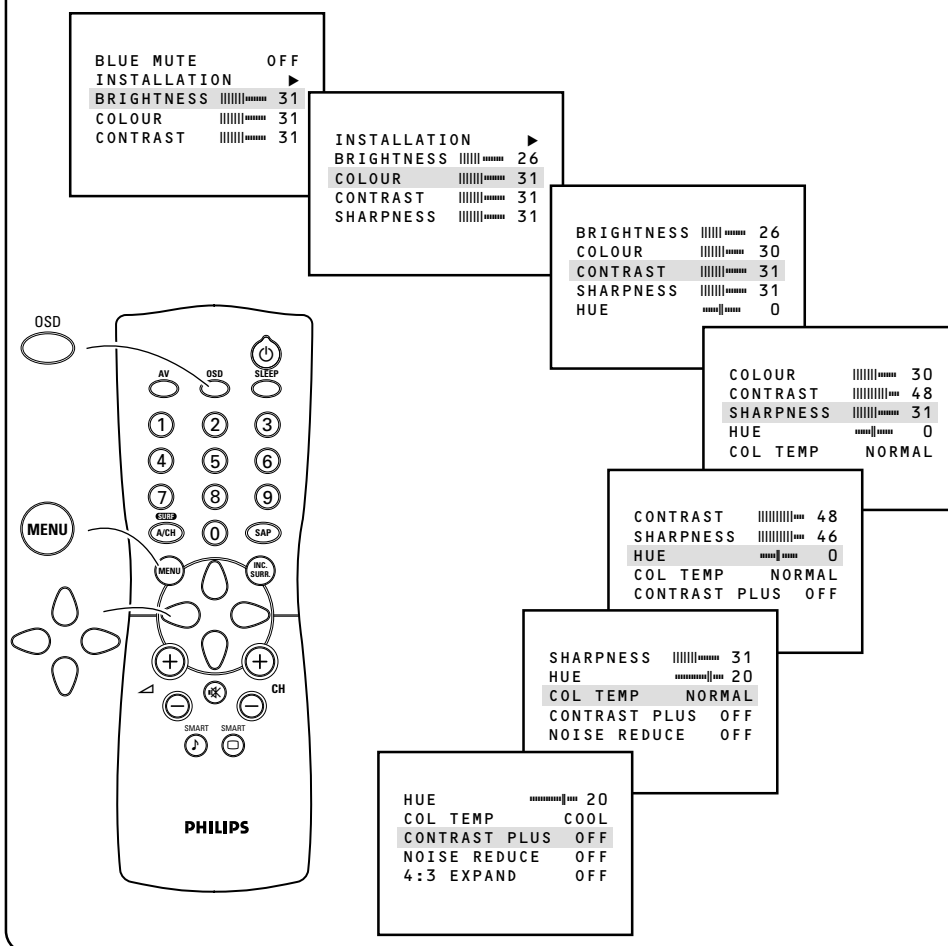 BLUE MUTE OFF
INSTALLATION ▶
BRIGHTNESS 31
COLOUR 31
CONTRAST 31
INSTALLATION ▶
BRIGHTNESS 26
COLOUR 31
CONTRAST 31
SHARPNESS 31
BRIGHTNESS 26
COLOUR 30
CONTRAST 31
SHARPNESS 31
HUE 0
COLOUR 30
CONTRAST 48
SHARPNESS 31
HUE 0
COL TEMP NORMAL
CONTRAST 48
SHARPNESS 46
HUE 0
COL TEMP NORMAL
CONTRAST PLUS OFF
SHARPNESS 31
HUE 20
COL TEMP NORMAL
CONTRAST PLUS OFF
NOISE REDUCE OFF
HUE 20
COL TEMP COOL
CONTRAST PLUS OFF
NOISE REDUCE OFF
4:3 EXPAND OFF
OSD
MENU
AV OSD SLEEP
1 2 3
4 5 6
7 8 9
SURF
A/CH 0 SAP
MENU INC. SURR.
+ +
CH
− −
SMART SMART
PHILIPS